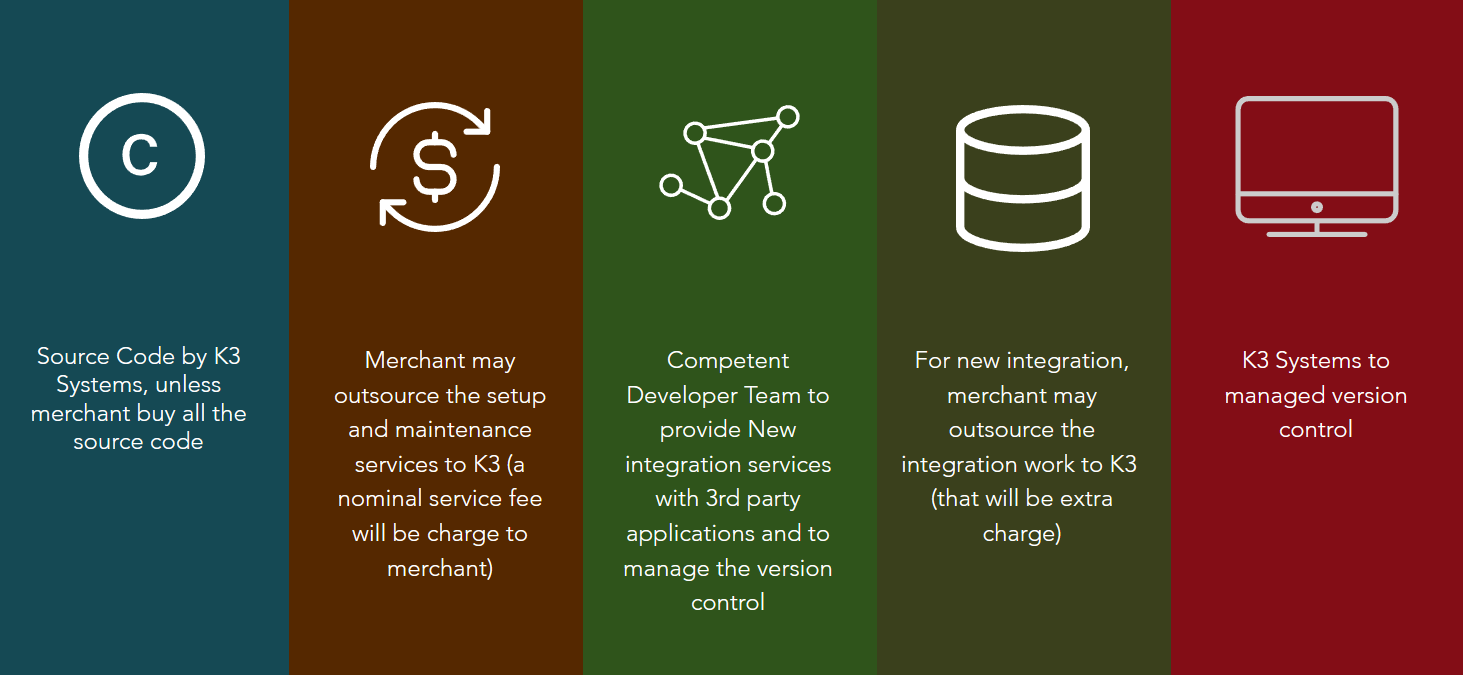 C
Source Code by K3
Systems, unless
merchant buy all the
source code
$
Merchant may
outsource the setup
and maintenance
services to K3 (a
nominal service fee
will be charge to
merchant)
Competent
Developer Team to
provide New
integration services
with 3rd party
applications and to
manage the version
control
For new integration,
merchant may
outsource the
integration work to K3
(that will be extra
charge)
K3 Systems to
managed version
control